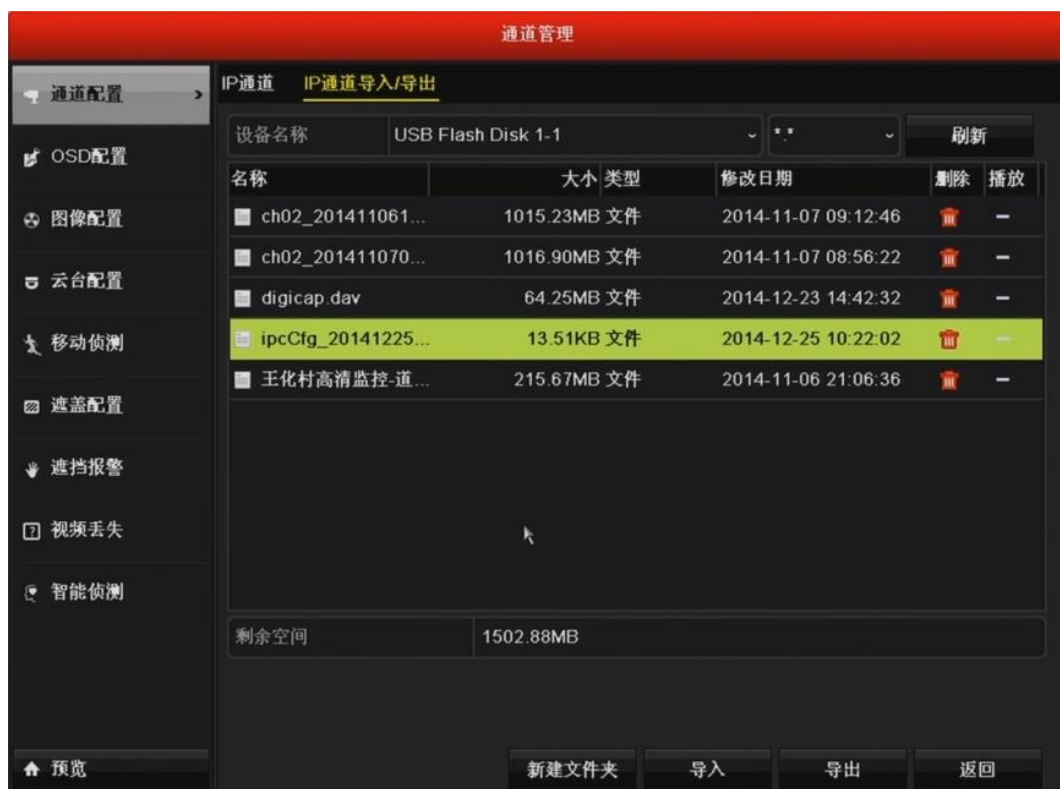 通道管理
通道配置
OSD配置
图像配置
云台配置
移动侦测
遮盖配置
遮挡报警
视频丢失
智能侦测
预览
IP通道 IP通道导入/导出
设备名称 USB Flash Disk 1-1 *.* 刷新
名称 大小 类型 修改日期 删除 播放
ch02_201411061... 1015.23MB 文件 2014-11-07 09:12:46
ch02_201411070... 1016.90MB 文件 2014-11-07 08:56:22
digicap.dav 64.25MB 文件 2014-12-23 14:42:32
ipcCfg_20141225... 13.51KB 文件 2014-12-25 10:22:02
王化村高清监控-道... 215.67MB 文件 2014-11-06 21:06:36
剩余空间 1502.88MB
新建文件夹 导入 导出 返回